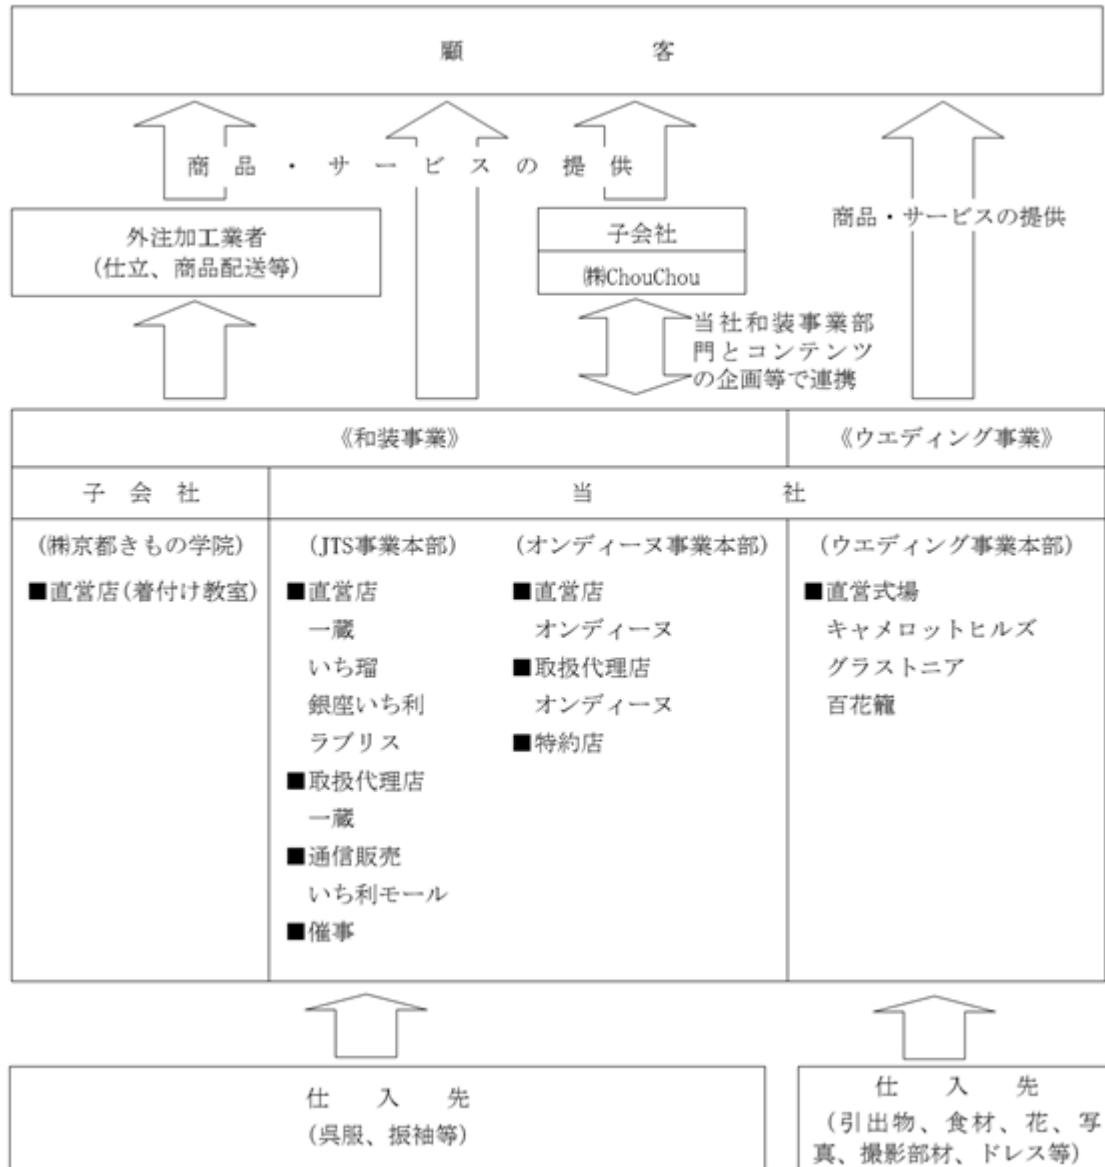 顧客
商品・サービスの提供
商品・サービスの提供
外注加工業者
(仕立、商品配送等)
子会社
㈱ChouChou
当社和装事業部
門とコンテンツ
の企画等で連携
《和装事業》
《ウエディング事業》
子会社
当社
(㈱京都きもの学院)
■直営店(着付け教室)
(JTS事業本部)
■直営店
一蔵
いち瑠
銀座いち利
ラブリス
■取扱代理店
一蔵
■通信販売
いち利モール
■催事
(オンディーヌ事業本部)
■直営店
オンディーヌ
■取扱代理店
オンディーヌ
■特約店
(ウエディング事業本部)
■直営式場
キャメロットヒルズ
グラストニア
百花籠
仕入先
(呉服、振袖等)
仕入先
(引出物、食材、花、写
真、撮影部材、ドレス等)